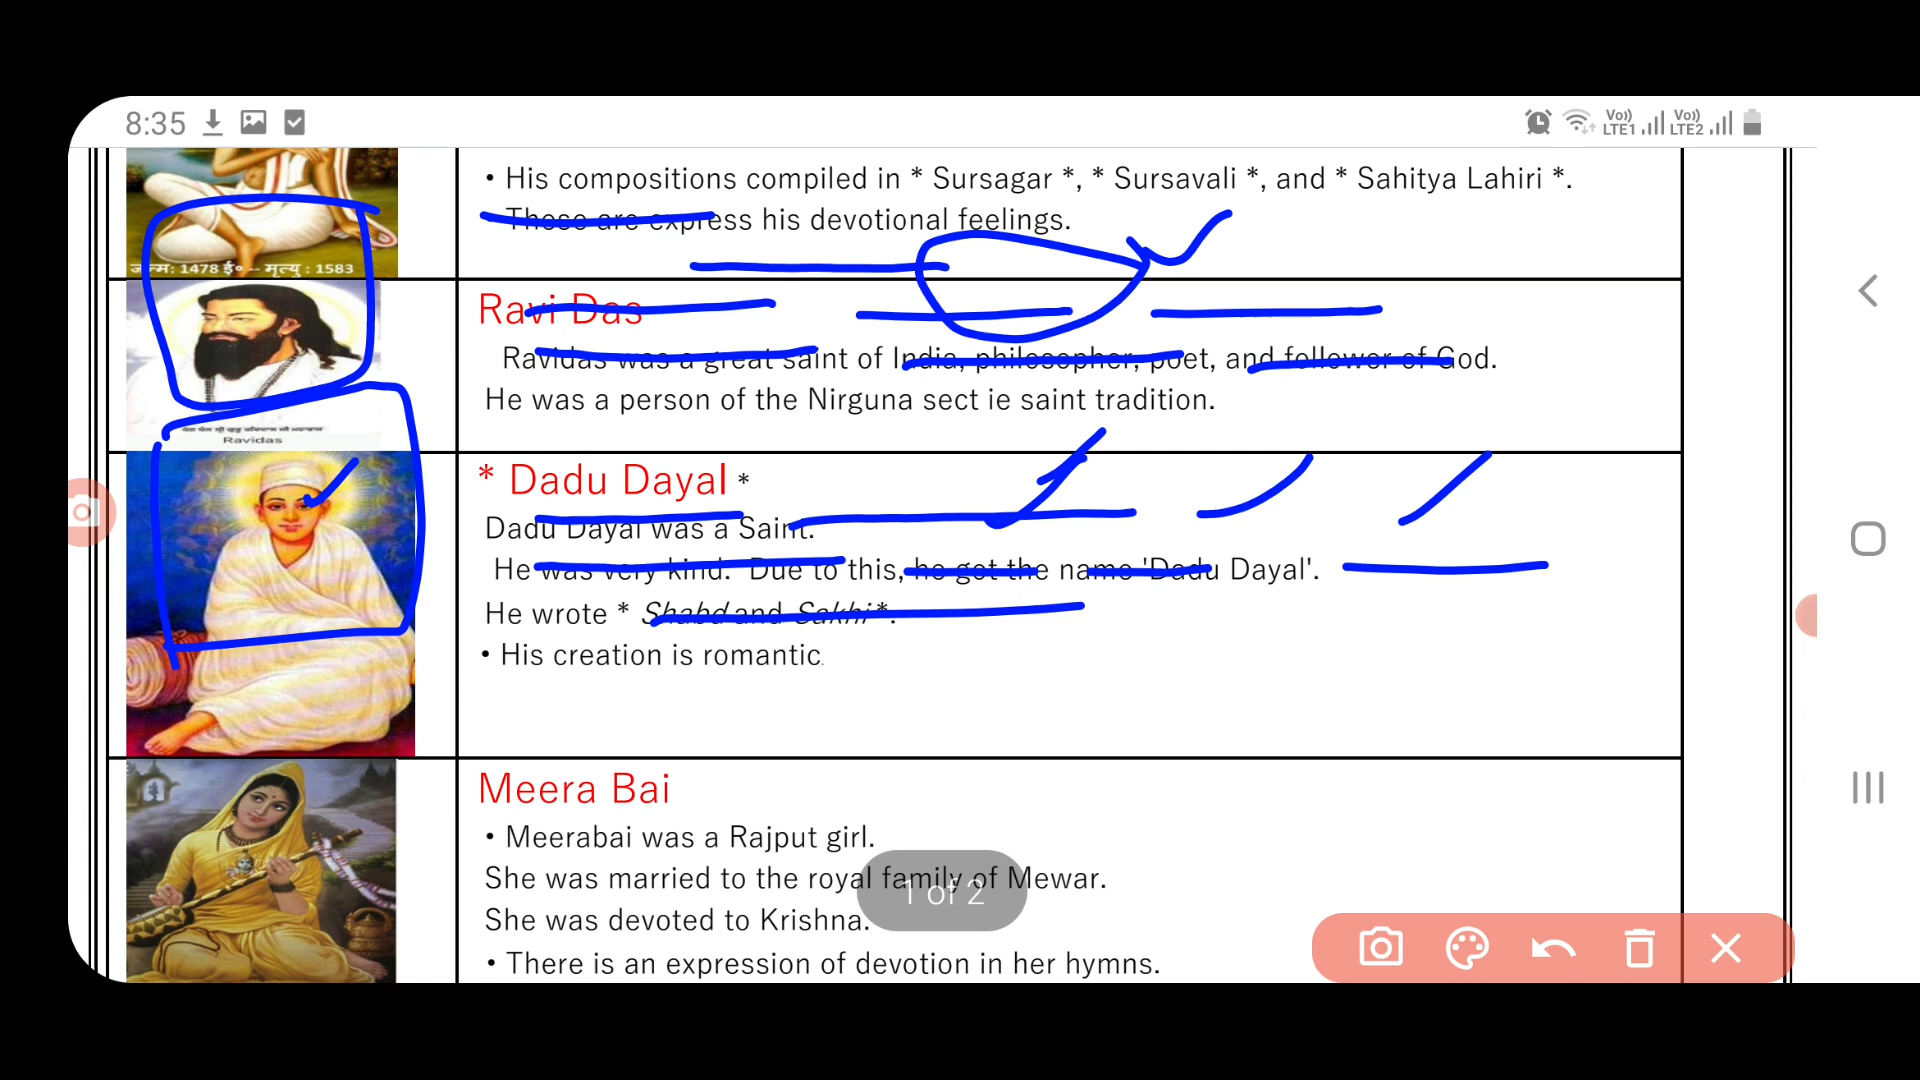 8:35
Vo)) LTE1 Vo)) LTE2
• His compositions compiled in * Sursagar *, * Sursavali *, and * Sahitya Lahiri *.
• These are express his devotional feelings.
जन्म: 1478 ई० -- मृत्यु : 1583
Ravi Das
Ravidas was a great saint of India, philosopher, poet, and follower of God.
He was a person of the Nirguna sect ie saint tradition.
Ravidas
* Dadu Dayal *
Dadu Dayal was a Saint.
He was very kind. Due to this, he got the name 'Dadu Dayal'.
He wrote * Shabd and Sakhi *.
• His creation is romantic.
Meera Bai
• Meerabai was a Rajput girl.
She was married to the royal family of Mewar.
1 of 2
She was devoted to Krishna.
• There is an expression of devotion in her hymns.